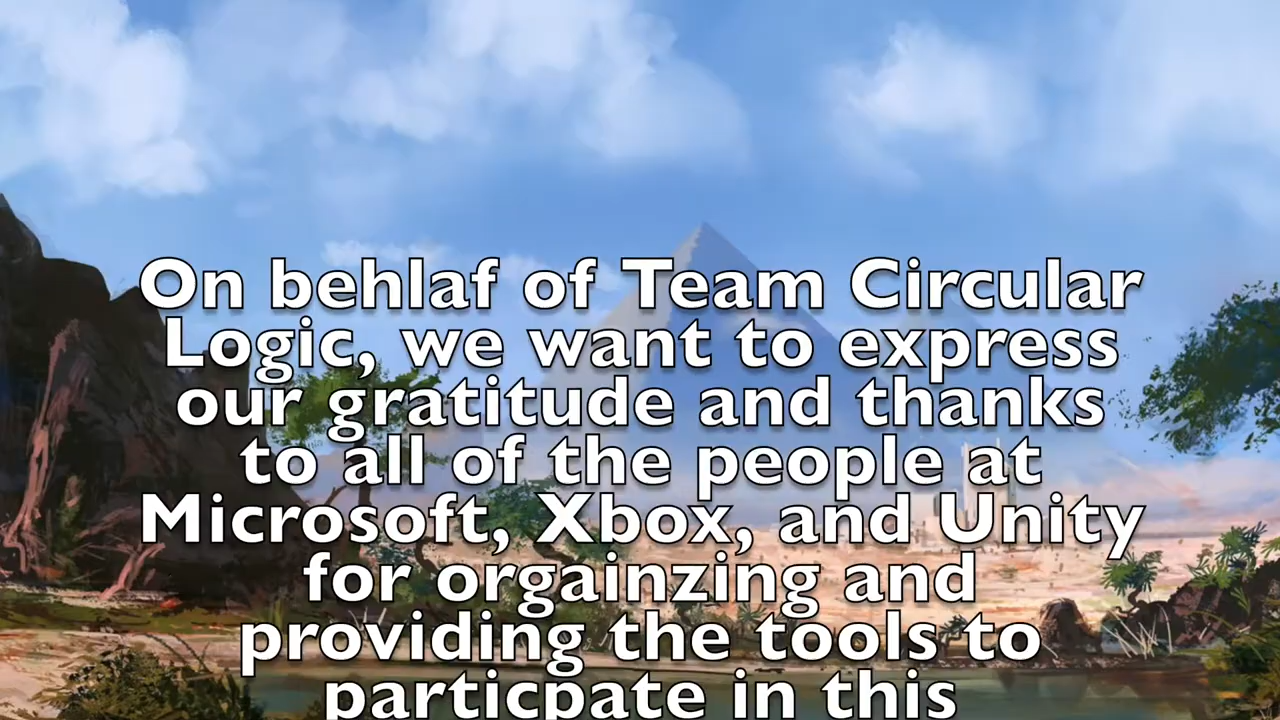 On behlaf of Team Circular
Logic, we want to express
our gratitude and thanks
to all of the people at
Microsoft, Xbox, and Unity
for orgainzing and
providing the tools to
particpate in this